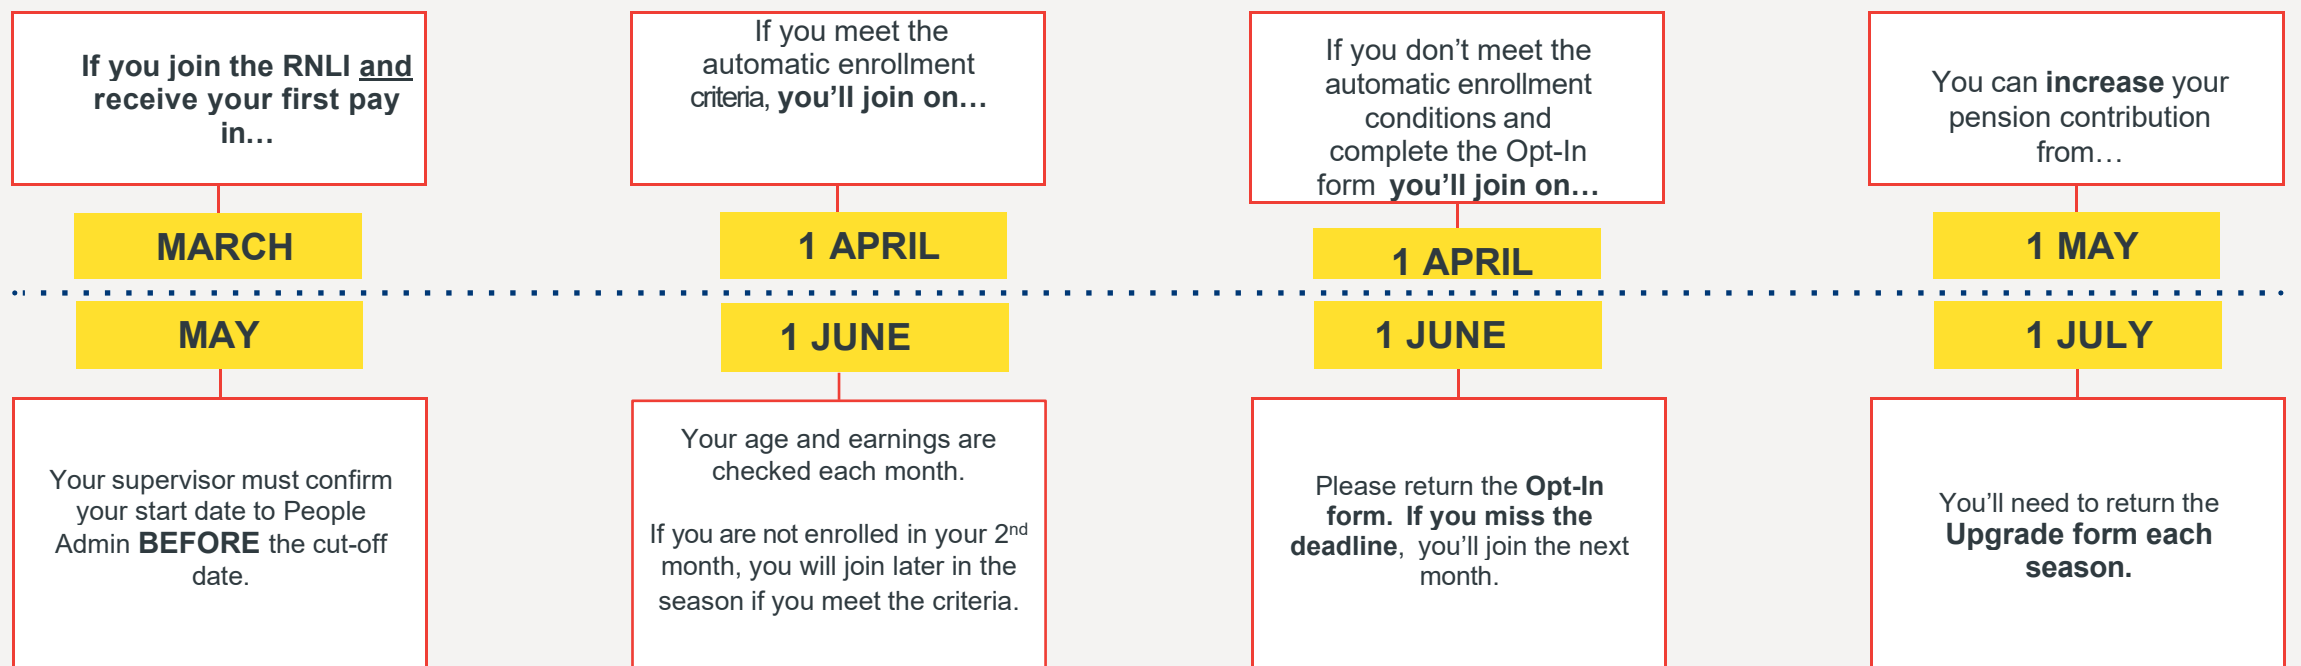 If you join the RNLI and
receive your first pay
in…
MARCH
MAY
Your supervisor must confirm
your start date to People
Admin BEFORE the cut-off
date.
If you meet the
automatic enrollment
criteria, you’ll join on…
1 APRIL
1 JUNE
Your age and earnings are
checked each month.
If you are not enrolled in your 2nd
month, you will join later in the
season if you meet the criteria.
If you don’t meet the
automatic enrollment
conditions and
complete the Opt-In
form you’ll join on…
1 APRIL
1 JUNE
Please return the Opt-In
form. If you miss the
deadline, you’ll join the next
month.
You can increase your
pension contribution
from…
1 MAY
1 JULY
You’ll need to return the
Upgrade form each
season.